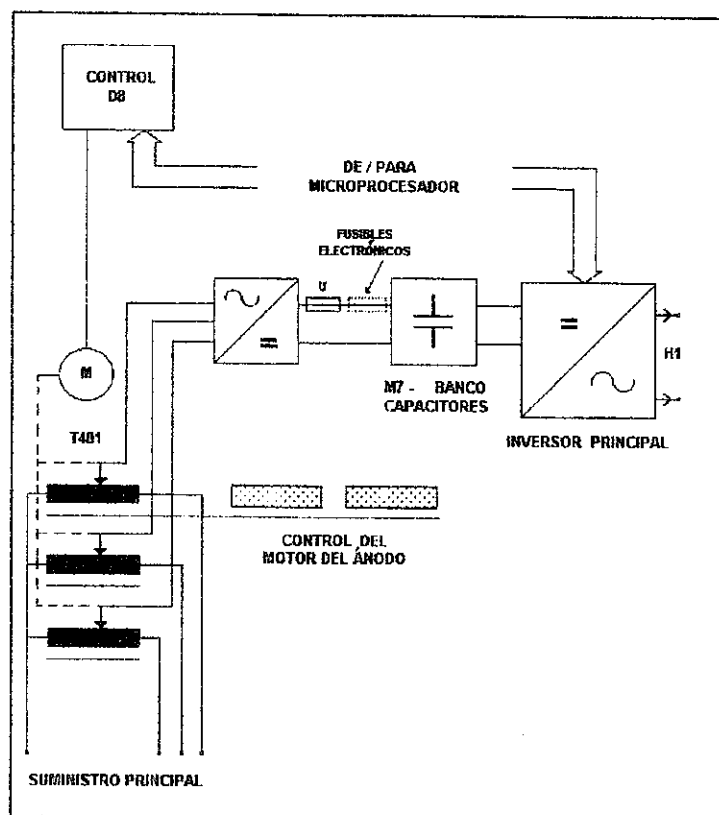 CONTROL
D8
DE / PARA
MICROPROCESADOR
FUSIBLES
ELECTRÓNICOS
U
M
M7 - BANCO
CAPACITORES
H1
INVERSOR PRINCIPAL
T401
CONTROL DEL
MOTOR DEL ÁNODO
SUMINISTRO PRINCIPAL